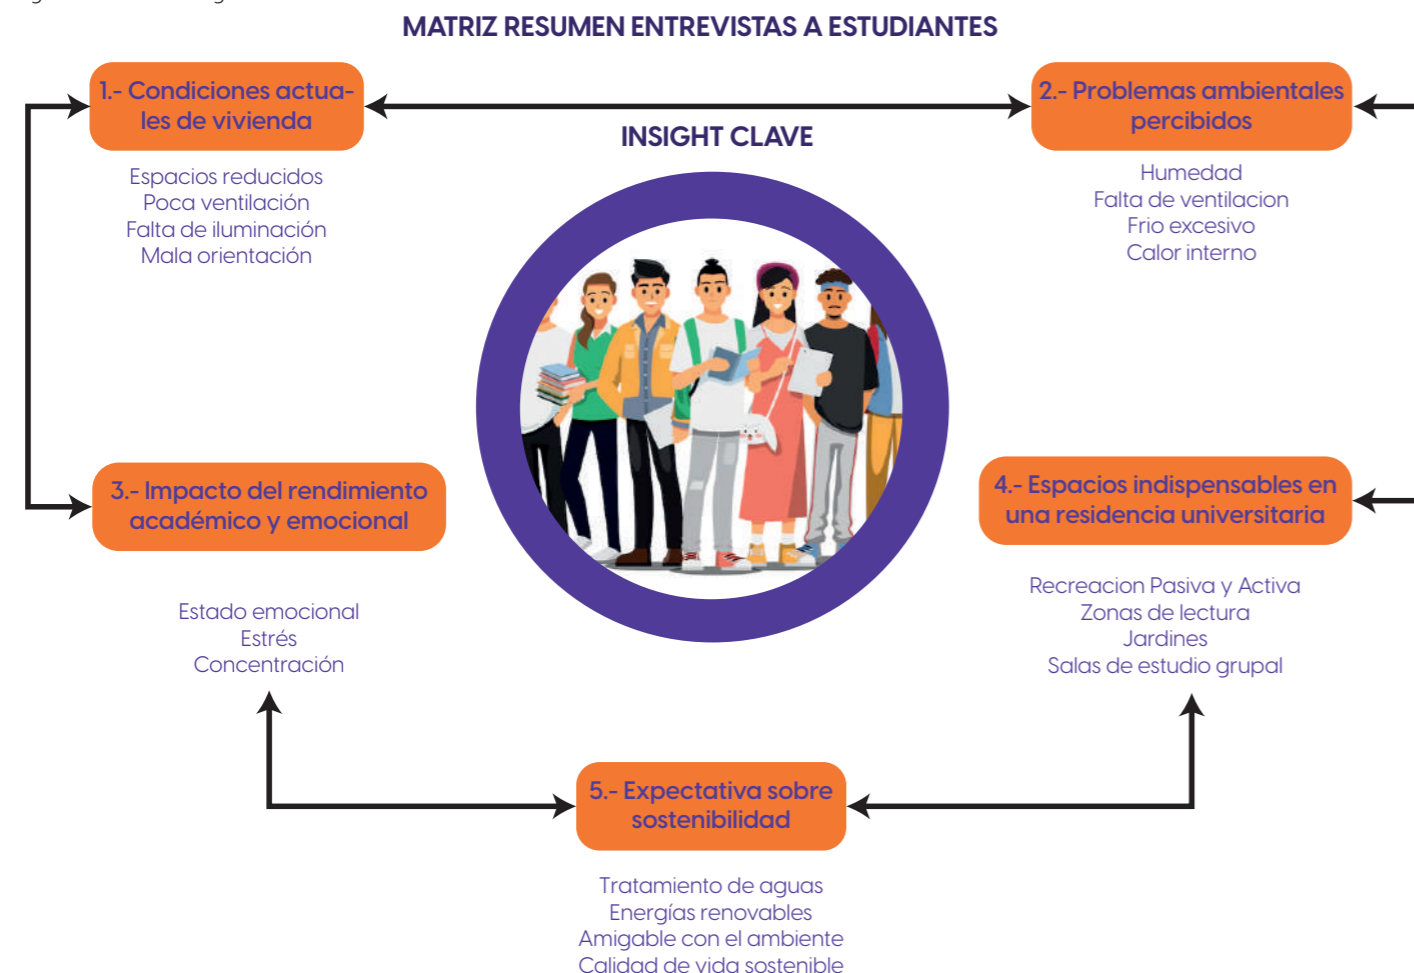 MATRIZ RESUMEN ENTREVISTAS A ESTUDIANTES
1.- Condiciones actua-
les de vivienda
Espacios reducidos
Poca ventilación
Falta de iluminación
Mala orientación
2.- Problemas ambientales
percibidos
Humedad
Falta de ventilacion
Frio excesivo
Calor interno
INSIGHT CLAVE
3.- Impacto del rendimiento
académico y emocional
Estado emocional
Estrés
Concentración
4.- Espacios indispensables en
una residencia universitaria
Recreacion Pasiva y Activa
Zonas de lectura
Jardines
Salas de estudio grupal
5.- Expectativa sobre
sostenibilidad
Tratamiento de aguas
Energías renovables
Amigable con el ambiente
Calidad de vida sostenible